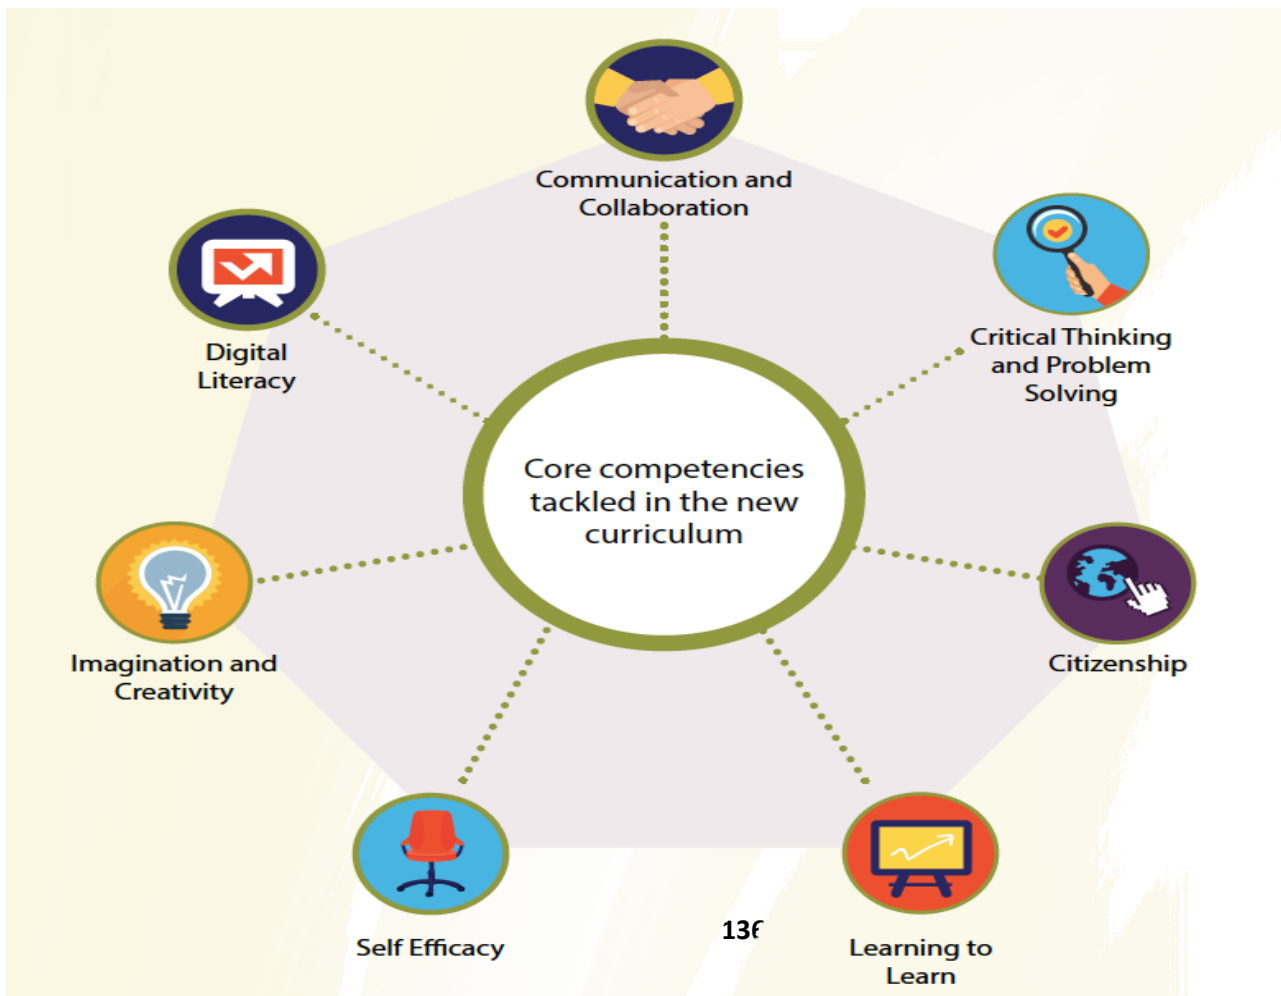 Communication and
Collaboration
Critical Thinking
and Problem
Solving
Digital
Literacy
Core competencies
tackled in the new
curriculum
Imagination and
Creativity
Citizenship
Self Efficacy
Learning to
Learn